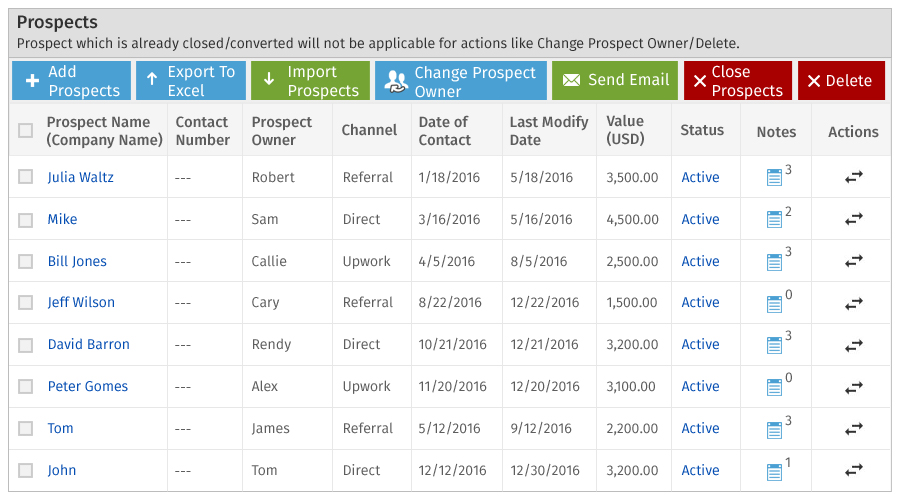 Prospects
Prospect which is already closed/converted will not be applicable for actions like Change Prospect Owner/Delete.
Add Prospects Export To Excel Import Prospects Change Prospect Owner Send Email Close Prospects Delete
Prospect Name (Company Name) Contact Number Prospect Owner Channel Date of Contact Last Modify Date Value (USD) Status Notes Actions
Julia Waltz --- Robert Referral 1/18/2016 5/18/2016 3,500.00 Active 3
Mike --- Sam Direct 3/16/2016 5/16/2016 4,500.00 Active 2
Bill Jones --- Callie Upwork 4/5/2016 8/5/2016 2,500.00 Active 3
Jeff Wilson --- Cary Referral 8/22/2016 12/22/2016 1,500.00 Active 0
David Barron --- Rendy Direct 10/21/2016 12/21/2016 3,200.00 Active 3
Peter Gomes --- Alex Upwork 11/20/2016 12/20/2016 3,100.00 Active 0
Tom --- James Referral 5/12/2016 9/12/2016 2,200.00 Active 3
John --- Tom Direct 12/12/2016 12/30/2016 3,200.00 Active 1